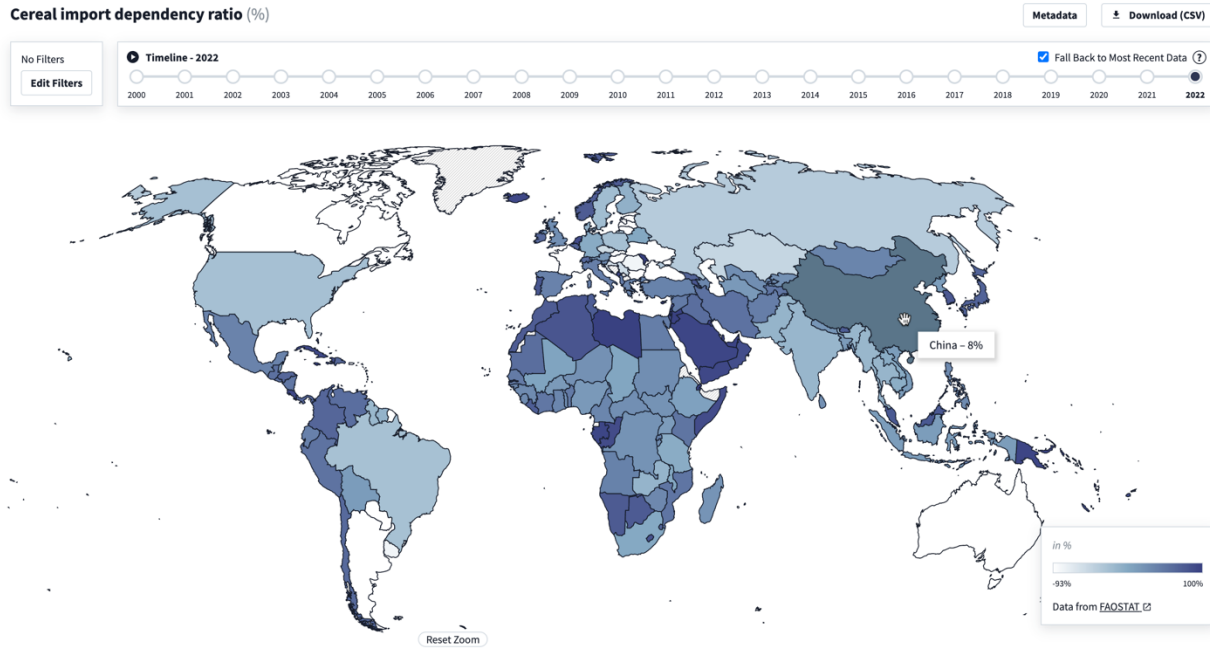 Cereal import dependency ratio (%)
Metadata
Download (CSV)
No Filters
Edit Filters
Timeline - 2022
Fall Back to Most Recent Data ?
2000 2001 2002 2003 2004 2005 2006 2007 2008 2009 2010 2011 2012 2013 2014 2015 2016 2017 2018 2019 2020 2021 2022
China – 8%
in %
-93% 100%
Data from FAOSTAT
Reset Zoom